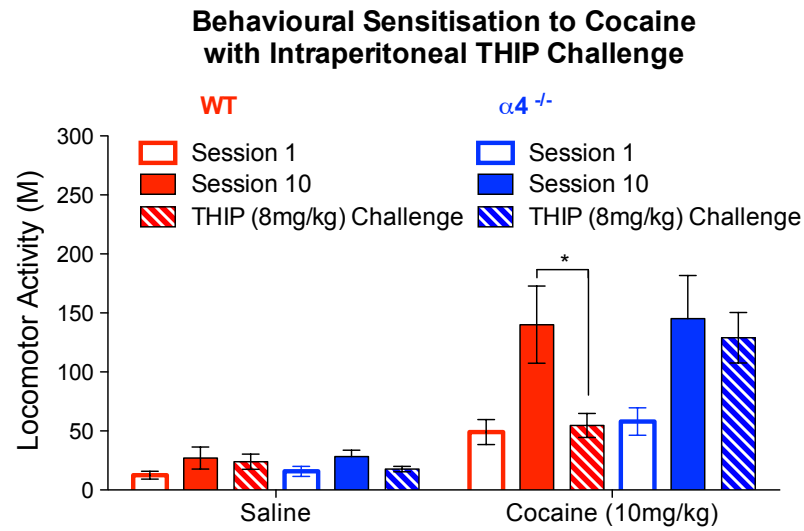 Behavioural Sensitisation to Cocaine
with Intraperitoneal THIP Challenge
WT
α4 -/-
Session 1
Session 10
THIP (8mg/kg) Challenge
Session 1
Session 10
THIP (8mg/kg) Challenge
Locomotor Activity (M)
300
250
200
150
100
50
0
*
Saline
Cocaine (10mg/kg)